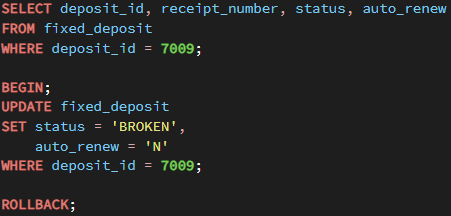 SELECT deposit_id, receipt_number, status, auto_renew
FROM fixed_deposit
WHERE deposit_id = 7009;
BEGIN;
UPDATE fixed_deposit
SET status = 'BROKEN',
auto_renew = 'N'
WHERE deposit_id = 7009;
ROLLBACK;